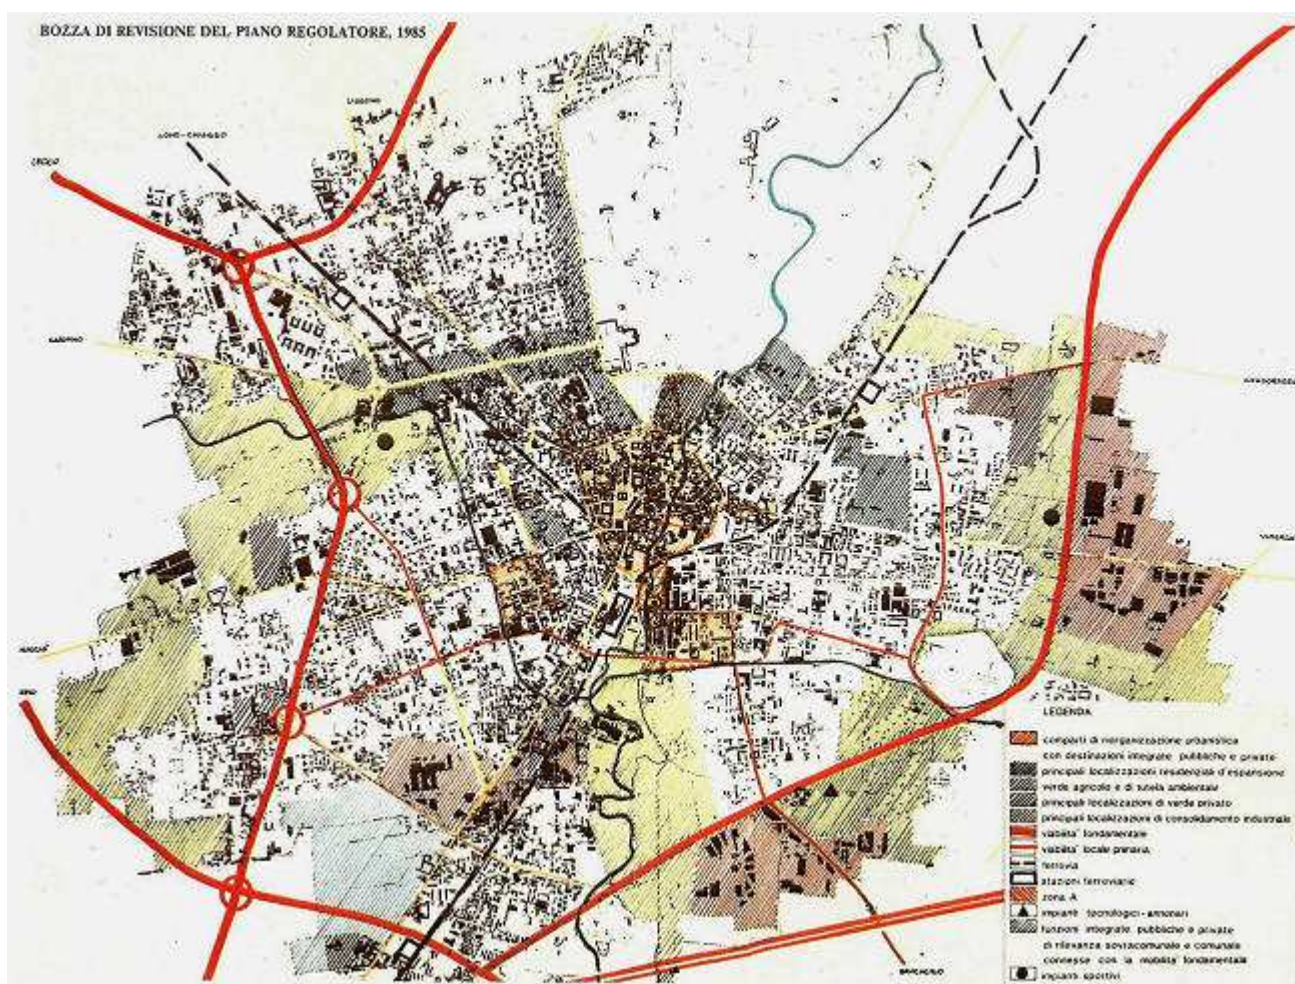 BOZZA DI REVISIONE DEL PIANO REGOLATORE, 1985
LECCO
LEGENDA
comparti di riorganizzazione urbanistica
con destinazioni integrate pubbliche e private
principali localizzazioni residenziali d'espansione
verde agricolo e di tutela ambientale
principali localizzazioni di verde privato
principali localizzazioni di consolidamento industriale
viabilita' fondamentale
viabilita' locale primaria
ferrovia
stazioni ferroviarie
zona A
impianti tecnologici-annonari
funzioni integrate pubbliche e private
di rilevanza sovracomunale e comunale
connesse con la mobilita' fondamentale
impianti sportivi